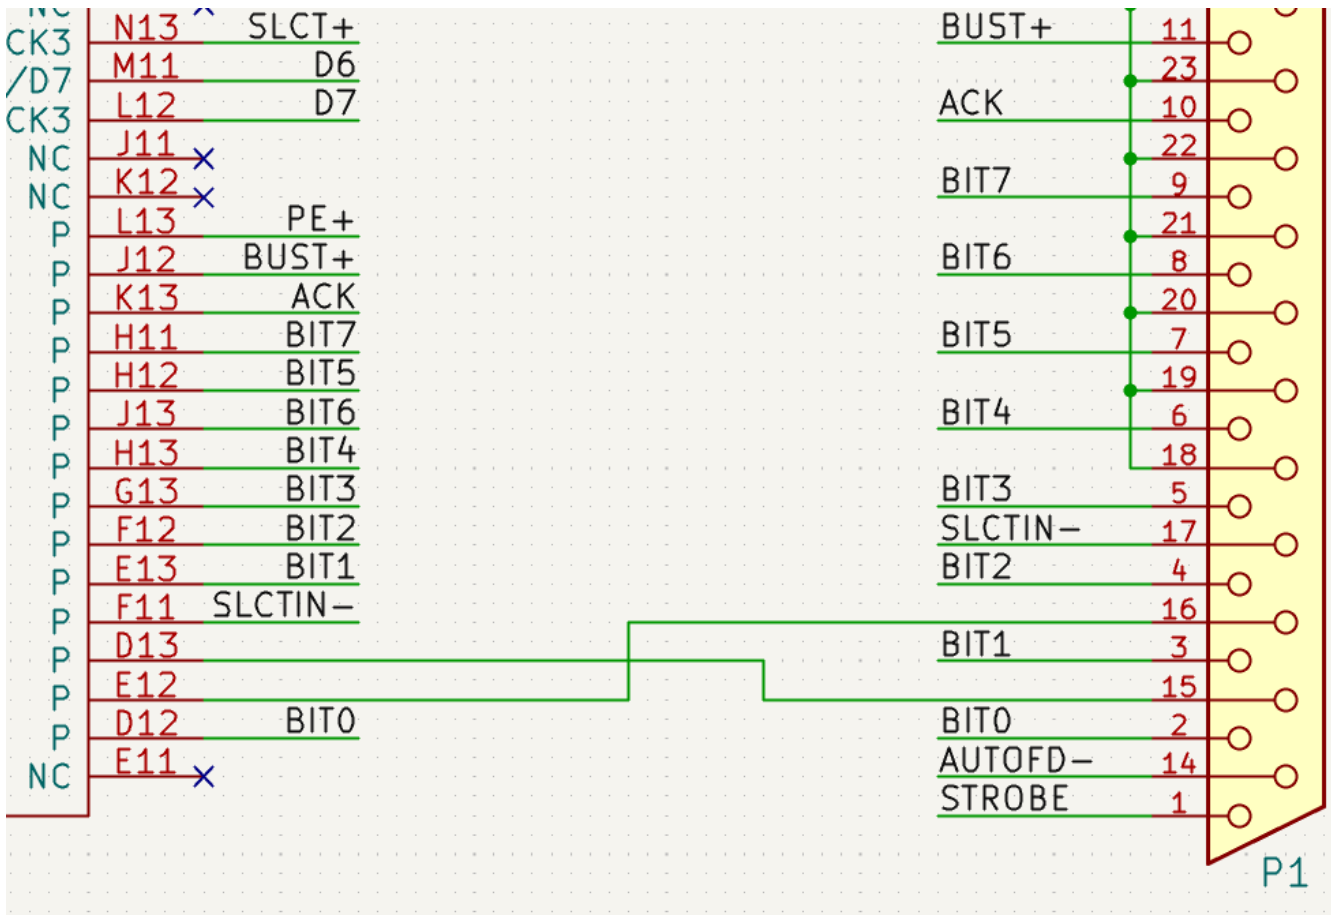 N13 SLCT+ BUST+ 11
CK3 M11 D6 23
/D7 L12 D7 ACK 10
CK3 J11 22
NC K12 BIT7 9
NC L13 PE+ 21
P J12 BUST+ BIT6 8
P K13 ACK 20
P H11 BIT7 BIT5 7
P H12 BIT5 19
P J13 BIT6 BIT4 6
P H13 BIT4 18
P G13 BIT3 BIT3 5
P F12 BIT2 SLCTIN- 17
P E13 BIT1 BIT2 4
P F11 SLCTIN- 16
P D13 BIT1 3
P E12 15
P D12 BIT0 BIT0 2
P E11 AUTOFD- 14
NC STROBE 1
P1